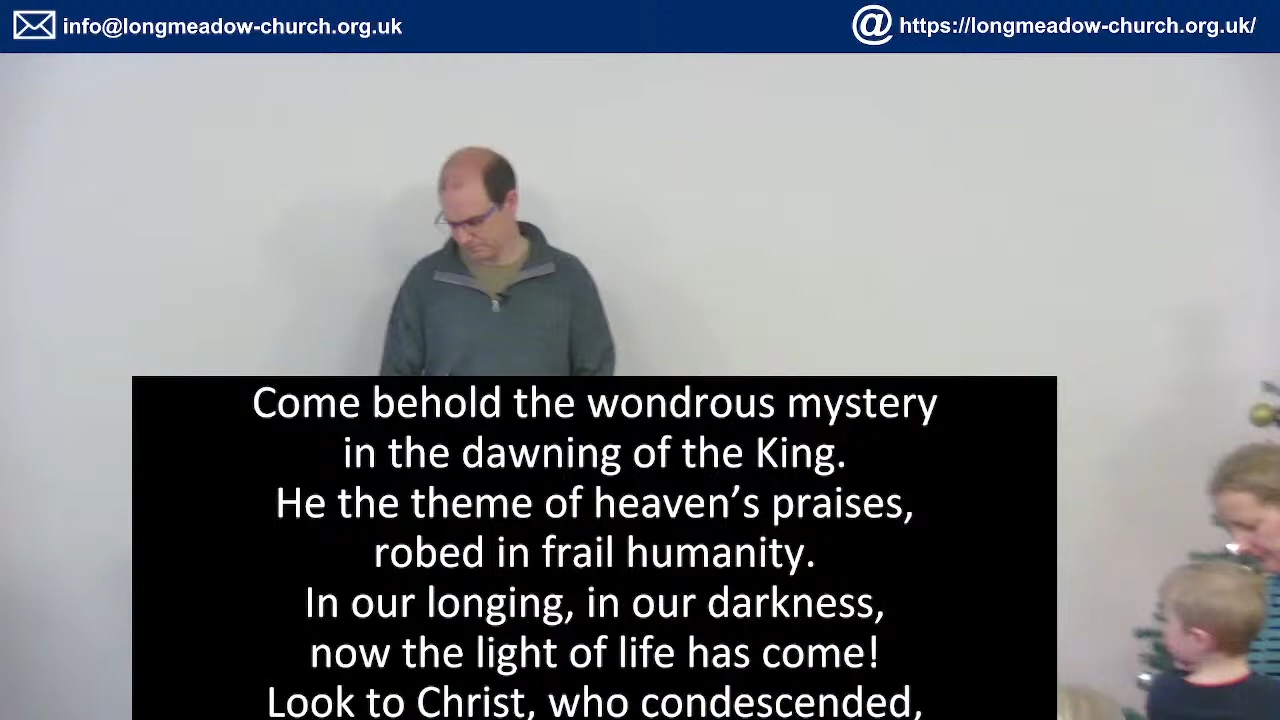 info@longmeadow-church.org.uk
@ https://longmeadow-church.org.uk/
Come behold the wondrous mystery
in the dawning of the King.
He the theme of heaven’s praises,
robed in frail humanity.
In our longing, in our darkness,
now the light of life has come!
Look to Christ, who condescended,